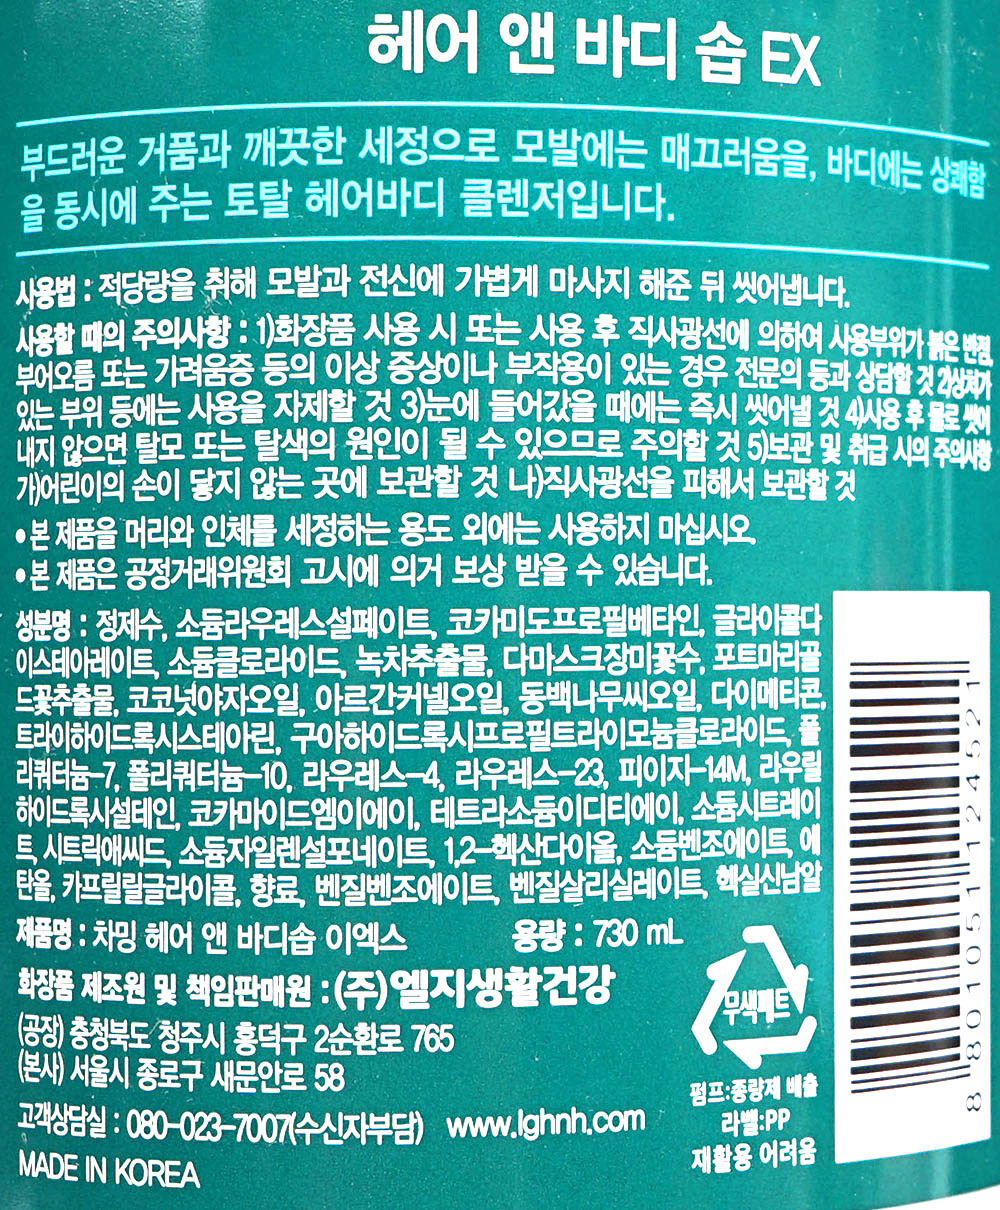 헤어 앤 바디 솝 EX
부드러운 거품과 깨끗한 세정으로 모발에는 매끄러움을, 바디에는 상쾌함
을 동시에 주는 토탈 헤어바디 클렌저입니다.
사용법 : 적당량을 취해 모발과 전신에 가볍게 마사지 해준 뒤 씻어냅니다.
사용할 때의 주의사항 : 1)화장품 사용 시 또는 사용 후 직사광선에 의하여 사용부위가 붉은 반점,
부어오름 또는 가려움증 등의 이상 증상이나 부작용이 있는 경우 전문의 등과 상담할 것 2)상처가
있는 부위 등에는 사용을 자제할 것 3)눈에 들어갔을 때에는 즉시 씻어낼 것 4)사용 후 물로 씻어
내지 않으면 탈모 또는 탈색의 원인이 될 수 있으므로 주의할 것 5)보관 및 취급 시의 주의사항
가)어린이의 손이 닿지 않는 곳에 보관할 것 나)직사광선을 피해서 보관할 것
• 본 제품을 머리와 인체를 세정하는 용도 외에는 사용하지 마십시오.
• 본 제품은 공정거래위원회 고시에 의거 보상 받을 수 있습니다.
성분명 : 정제수, 소듐라우레스설페이트, 코카미도프로필베타인, 글라이콜다
이스테아레이트, 소듐클로라이드, 녹차추출물, 다마스크장미꽃수, 포트마리골
드꽃추출물, 코코넛야자오일, 아르간커넬오일, 동백나무씨오일, 다이메티콘,
트라이하이드록시스테아린, 구아하이드록시프로필트라이모늄클로라이드, 폴
리쿼터늄-7, 폴리쿼터늄-10, 라우레스-4, 라우레스-23, 피이지-14M, 라우릴
하이드록시설테인, 코카마이드엠이에이, 테트라소듐이디티에이, 소듐시트레이
트, 시트릭애씨드, 소듐자일렌설포네이트, 1,2-헥산다이올, 소듐벤조에이트, 에
탄올, 카프릴릴글라이콜, 향료, 벤질벤조에이트, 벤질살리실레이트, 헥실신남알
제품명 : 차밍 헤어 앤 바디솝 이엑스 용량 : 730 mL
화장품 제조원 및 책임판매원 : (주)엘지생활건강
(공장) 충청북도 청주시 흥덕구 2순환로 765
(본사) 서울시 종로구 새문안로 58
고객상담실 : 080-023-7007(수신자부담) www.lghnh.com
MADE IN KOREA
무색페트
펌프:종량제 배출
라벨:PP
재활용 어려움
8 801051 124521